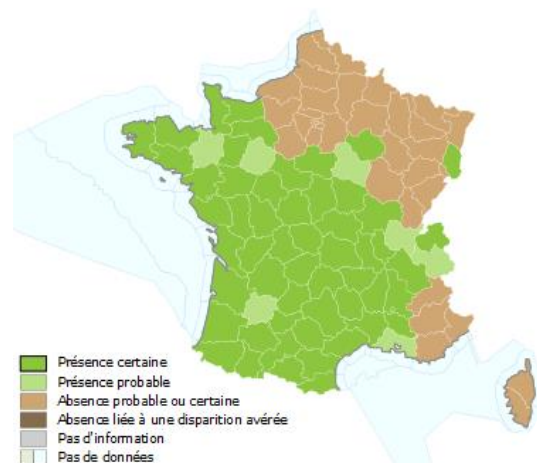 Présence certaine
Présence probable
Absence probable ou certaine
Absence liée à une disparition avérée
Pas d'information
Pas de données